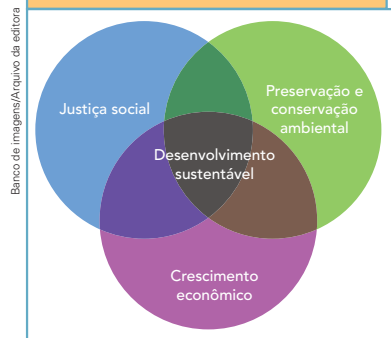 Banco de imagens/Arquivo da editora
Justiça social
Preservação e
conservação
ambiental
Desenvolvimento
sustentável
Crescimento
econômico